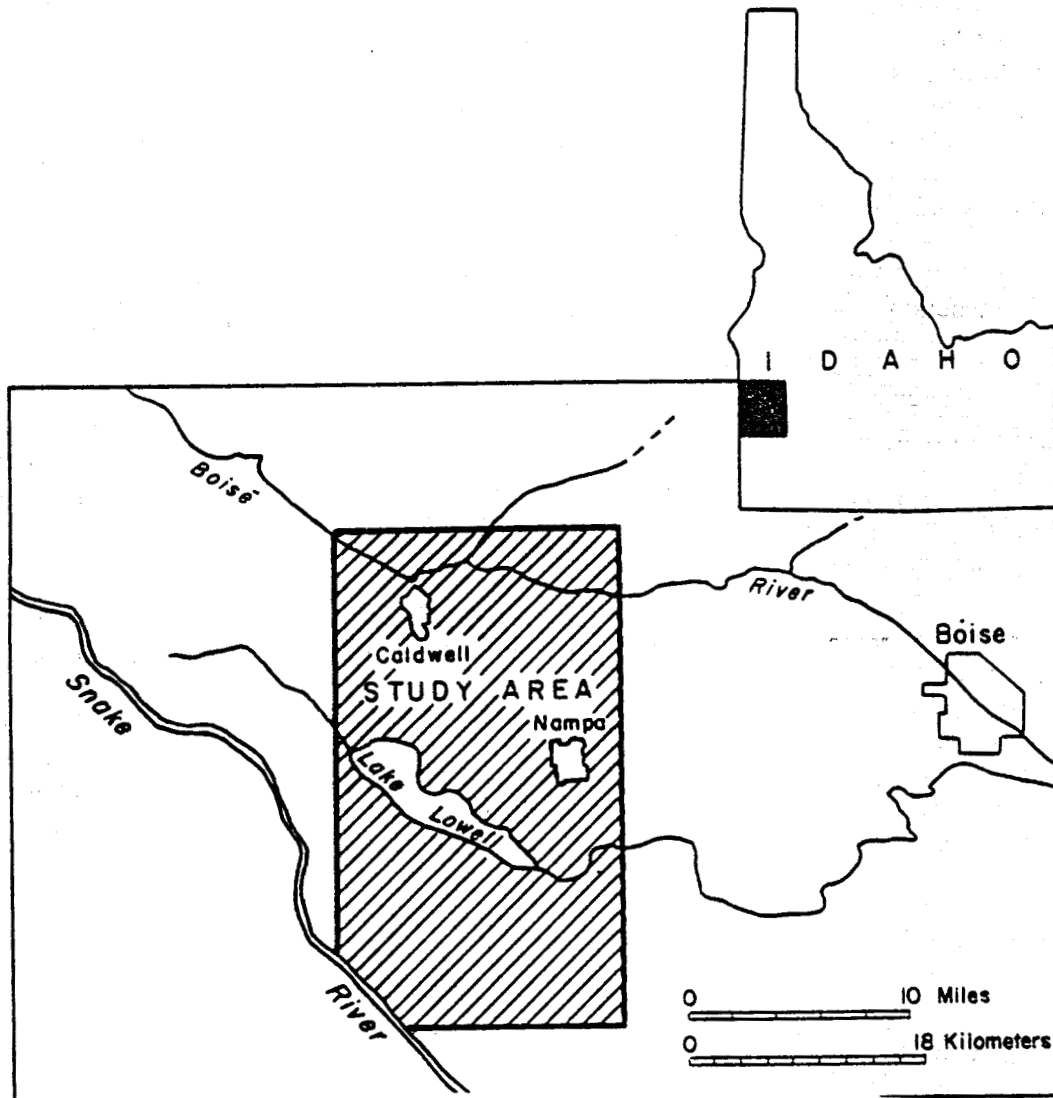 I D A H O
Boise
River
Boise
Caldwell
STUDY AREA
Nampa
Snake
Lake
Lowell
River
0 10 Miles
0 18 Kilometers